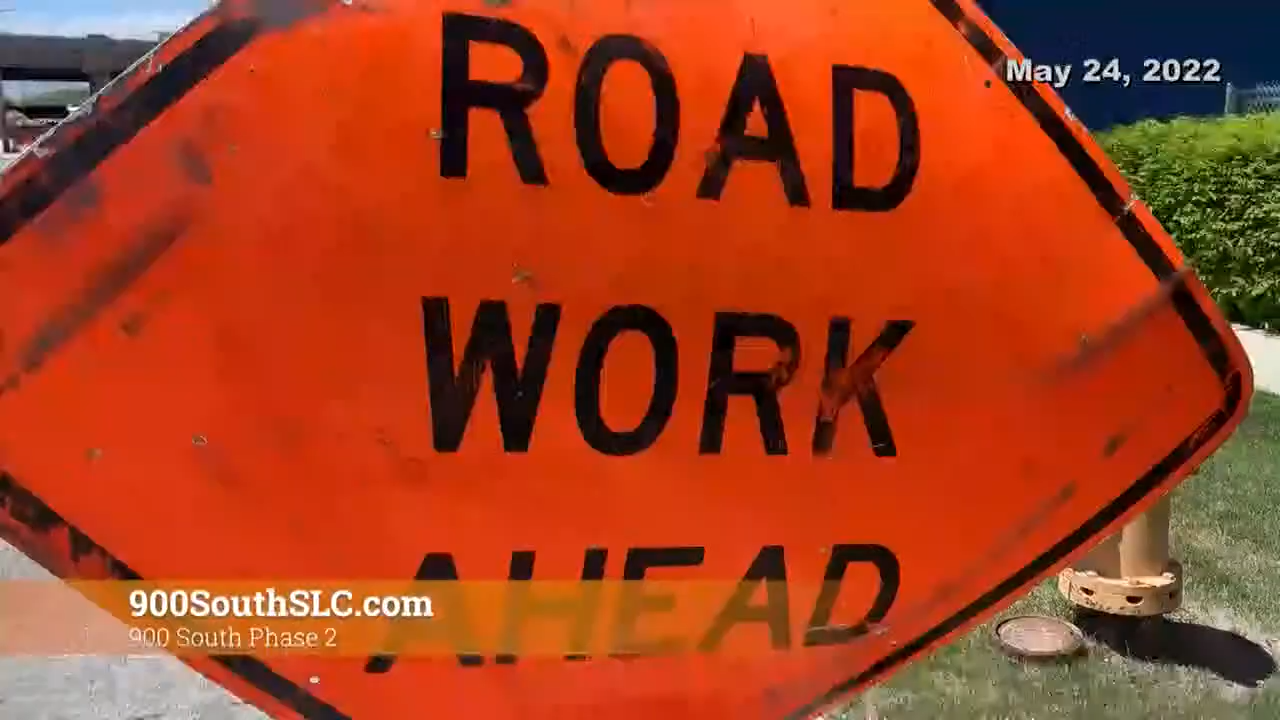 May 24, 2022
ROAD
WORK
AHEAD
900SouthSLC.com
900 South Phase 2